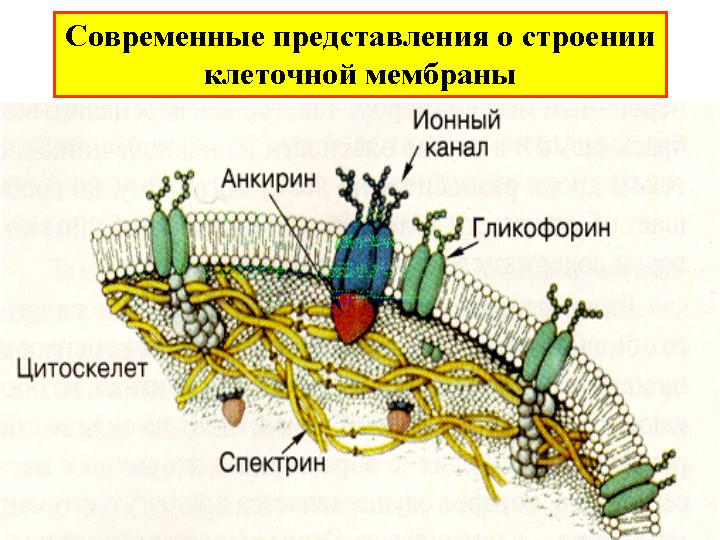 Современные представления о строении
клеточной мембраны
Ионный
канал
Анкирин
Гликофорин
Цитоскелет
Спектрин